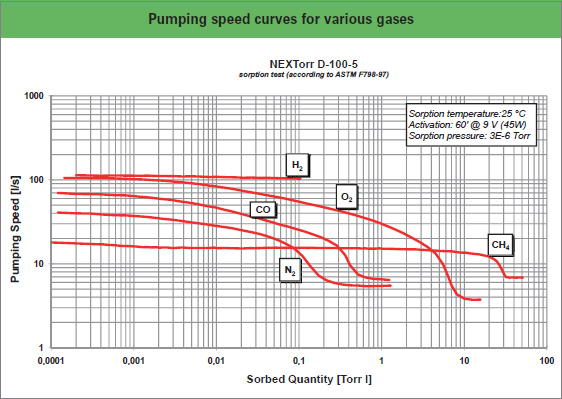 Pumping speed curves for various gases
NEXTorr D-100-5
sorption test (according to ASTM F798-97)
Sorption temperature:25 °C
Activation: 60' @ 9 V (45W)
Sorption pressure: 3E-6 Torr
Pumping Speed [l/s]
1000
100
10
1
H2
O2
CO
N2
CH4
0,0001
0,001
0,01
0,1
1
10
100
Sorbed Quantity [Torr l]